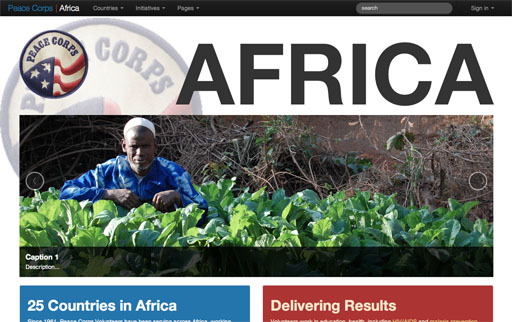 Peace Corps | Africa Countries Initiatives Pages search Sign in
PEACE CORPS
PEACE CORPS
AFRICA
Caption 1
Description...
25 Countries in Africa
Delivering Results
Since 1961, Peace Corps Volunteers have been serving across Africa, working
Volunteers work in education, health, including HIV/AIDS and malaria prevention,